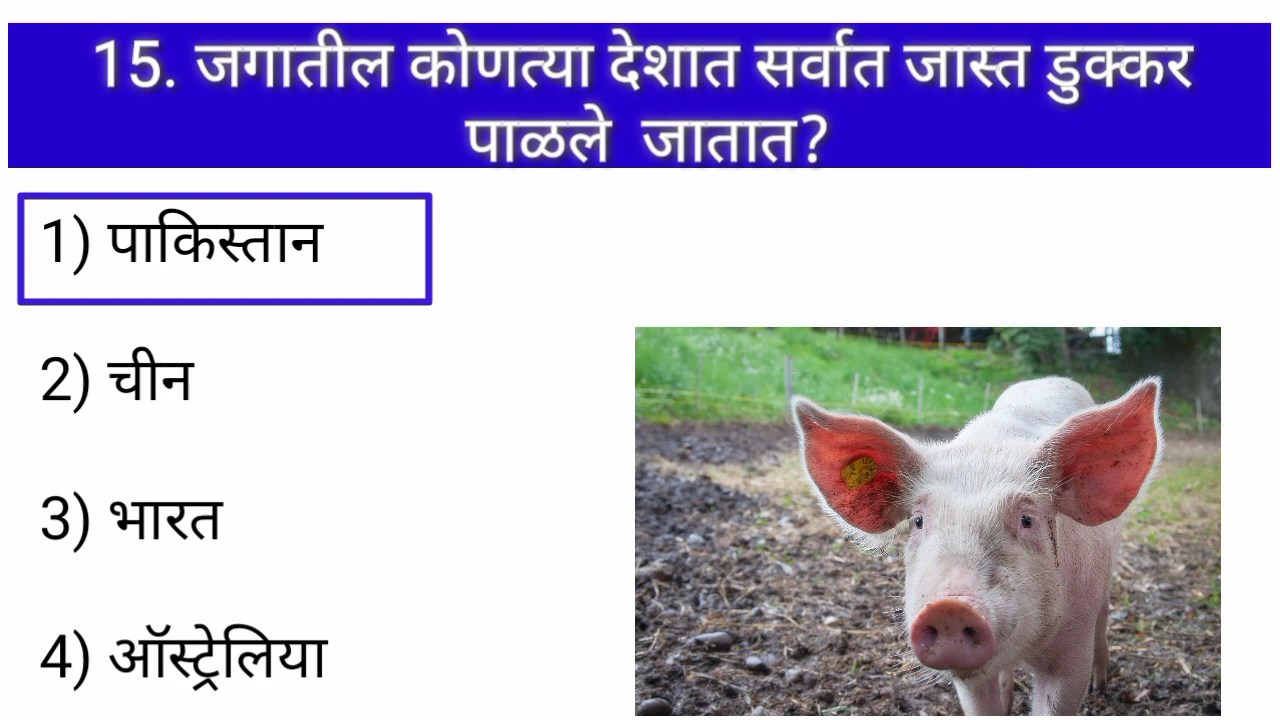 15. जगातील कोणत्या देशात सर्वात जास्त डुक्कर
पाळले जातात?
1) पाकिस्तान
2) चीन
3) भारत
4) ऑस्ट्रेलिया